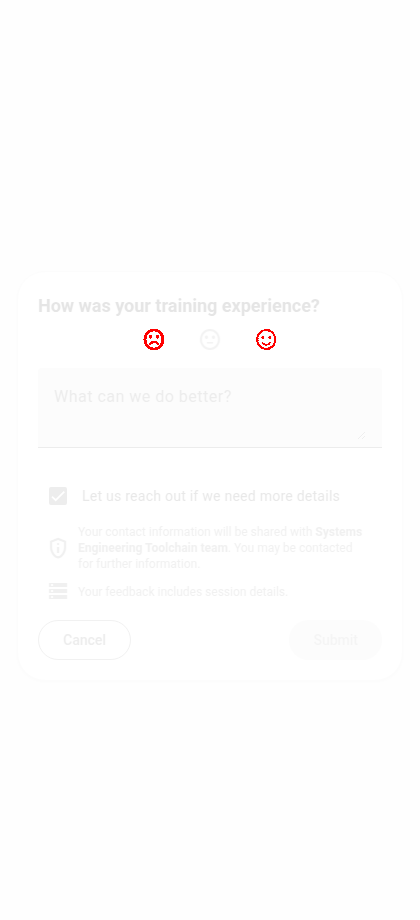 How was your training experience?
What can we do better?
Let us reach out if we need more details
Your contact information will be shared with Systems
Engineering Toolchain team. You may be contacted
for further information.
Your feedback includes session details.
Cancel
Submit